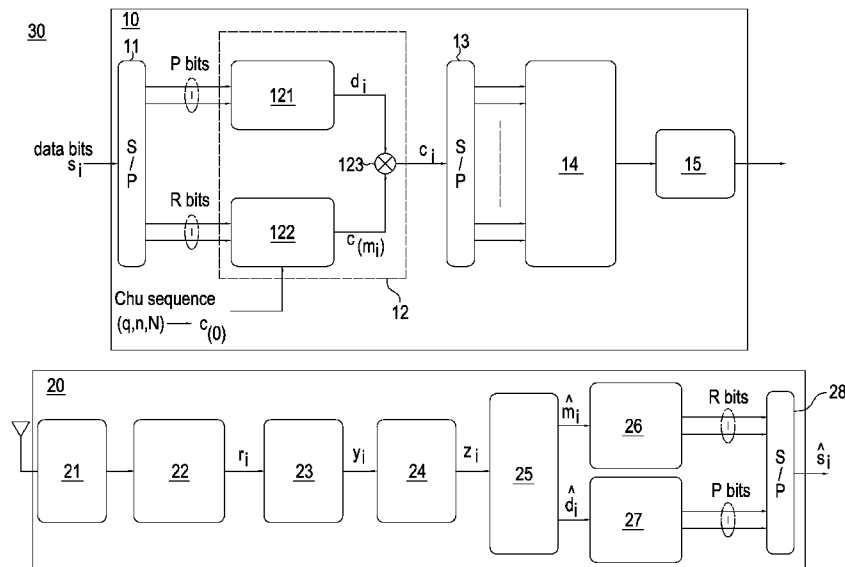 30
10
11
P bits
121
d_i
13
data bits
s_i
S/P
123
c_i
S/P
14
15
R bits
122
c_(m_i)
12
Chu sequence
(q,n,N) → c_(0)
20
21
22
r_i
23
y_i
24
z_i
25
m̂_i
26
R bits
28
d̂_i
27
P bits
S/P
ŝ_i